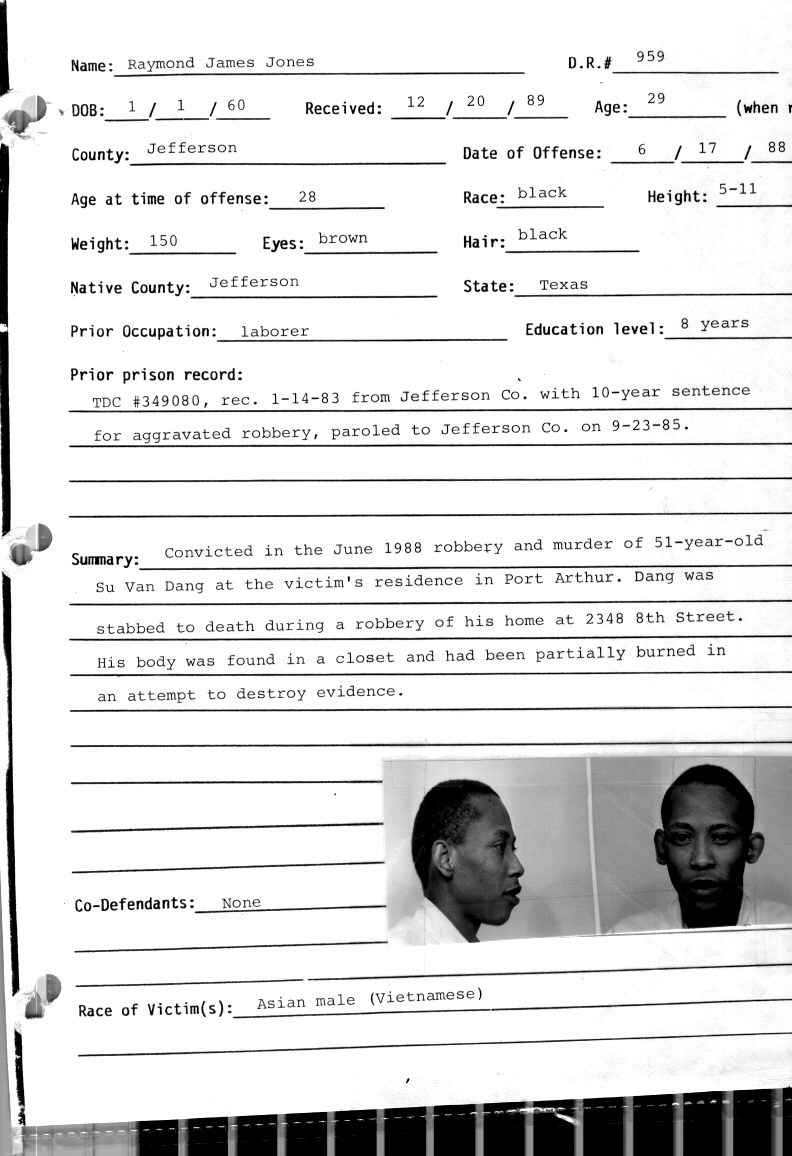 Name: Raymond James Jones D.R.# 959
DOB: 1 / 1 / 60 Received: 12 / 20 / 89 Age: 29 (when
County: Jefferson Date of Offense: 6 / 17 / 88
Age at time of offense: 28 Race: black Height: 5-11
Weight: 150 Eyes: brown Hair: black
Native County: Jefferson State: Texas
Prior Occupation: laborer Education level: 8 years
Prior prison record:
TDC #349080, rec. 1-14-83 from Jefferson Co. with 10-year sentence
for aggravated robbery, paroled to Jefferson Co. on 9-23-85.
Summary: Convicted in the June 1988 robbery and murder of 51-year-old
Su Van Dang at the victim's residence in Port Arthur. Dang was
stabbed to death during a robbery of his home at 2348 8th Street.
His body was found in a closet and had been partially burned in
an attempt to destroy evidence.
Co-Defendants: None
Race of Victim(s): Asian male (Vietnamese)